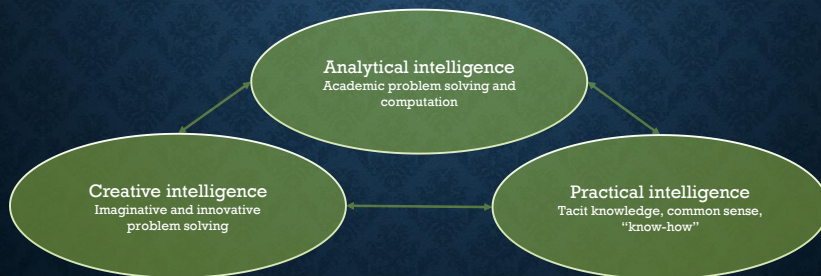 Analytical intelligence
Academic problem solving and
computation
Creative intelligence
Imaginative and innovative
problem solving
Practical intelligence
Tacit knowledge, common sense,
“know-how”